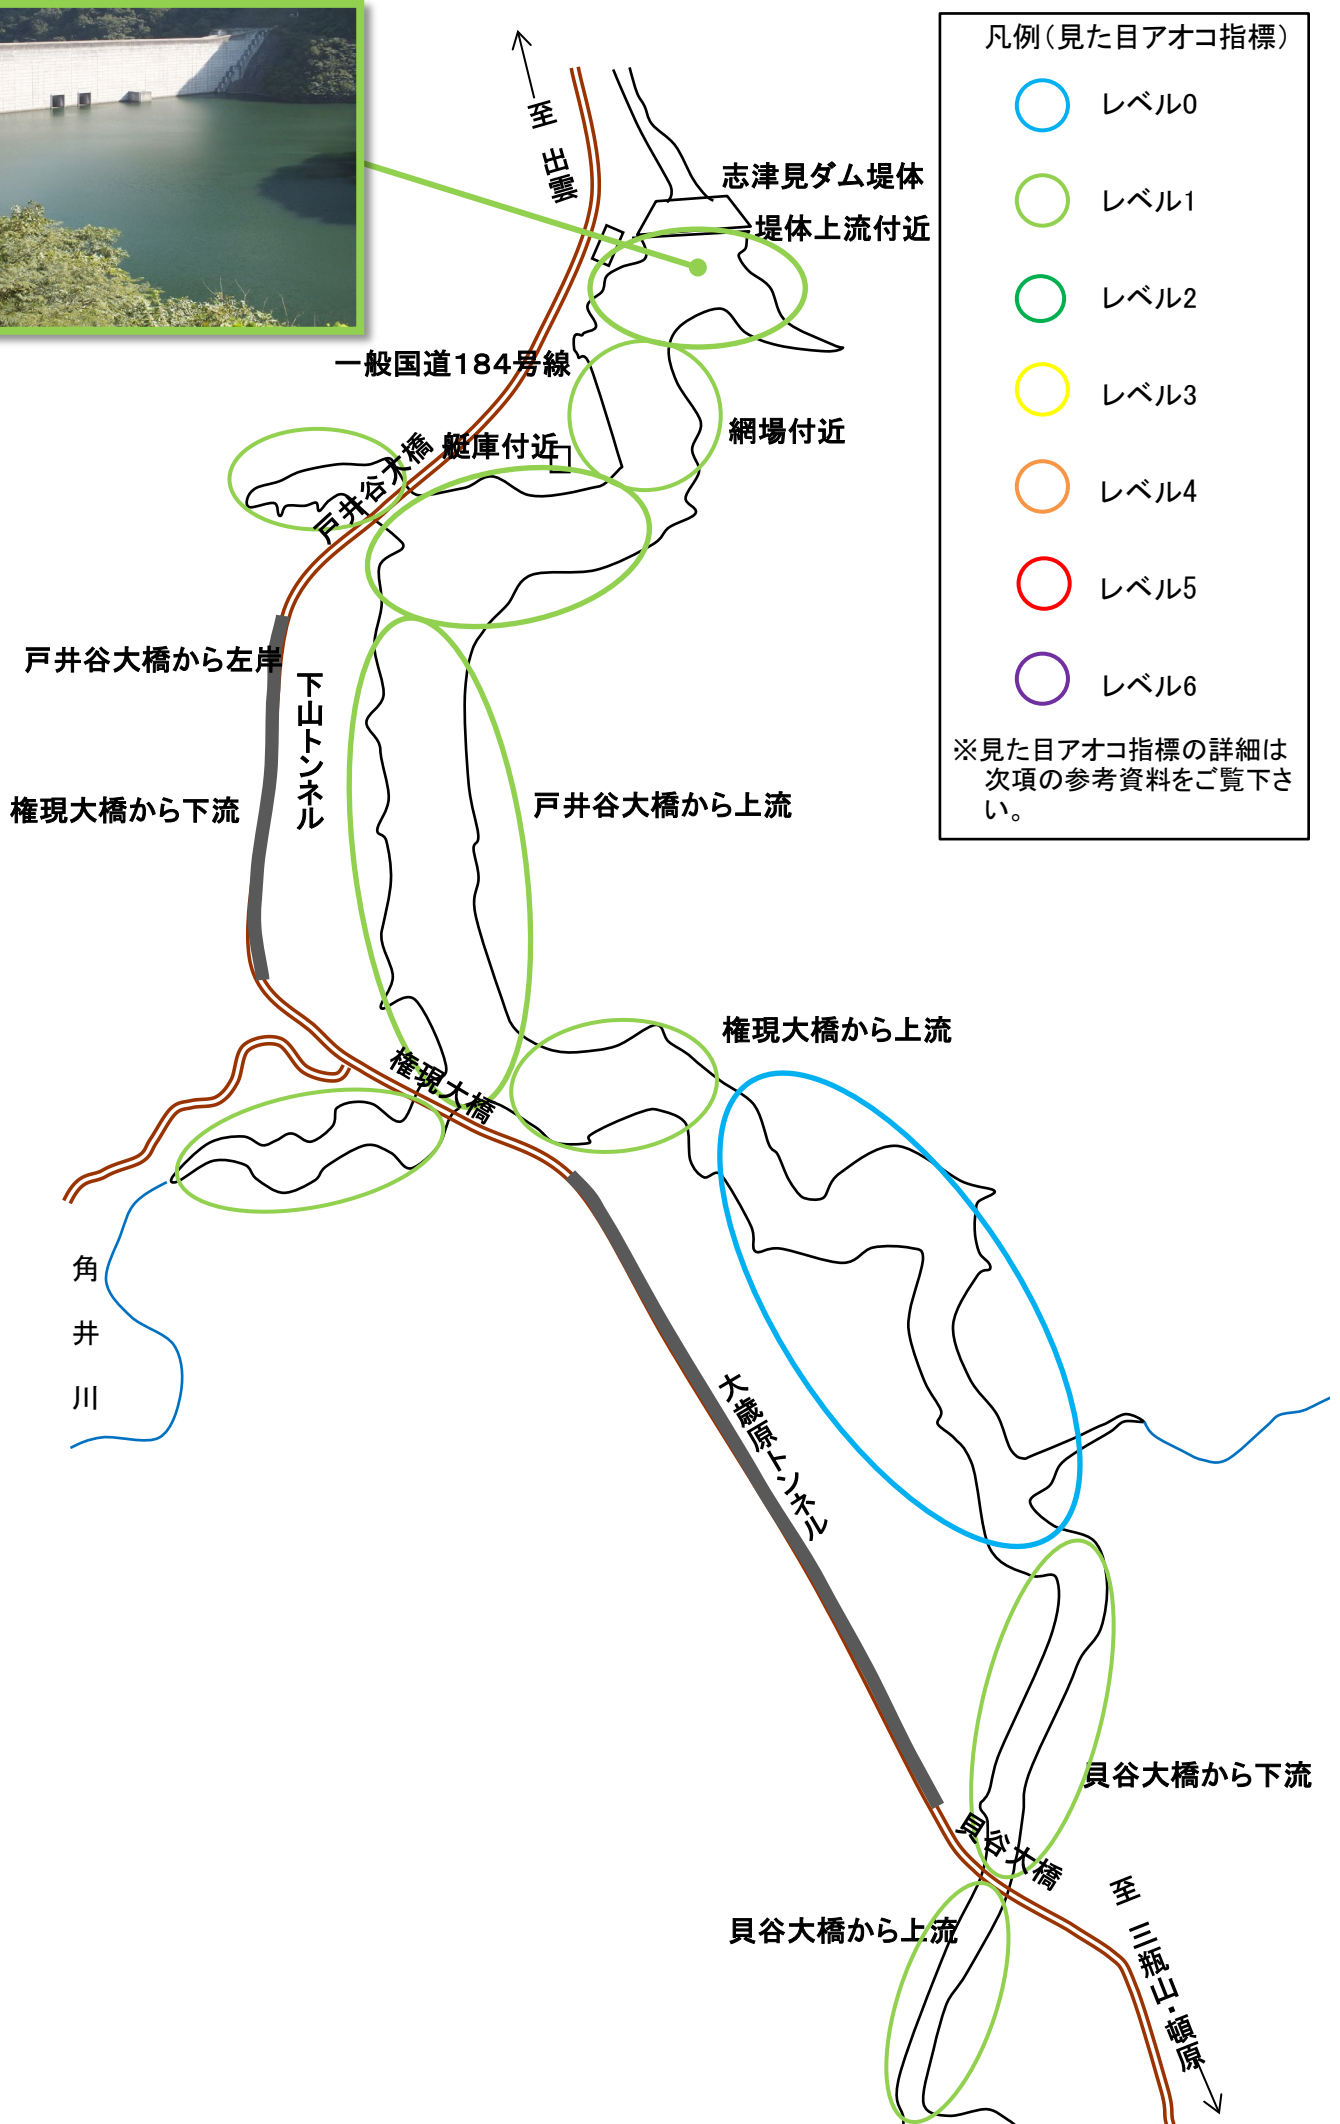 凡例(見た目アオコ指標)
レベル0
レベル1
レベル2
レベル3
レベル4
レベル5
レベル6
※見た目アオコ指標の詳細は
次項の参考資料をご覧下さ
い。
至 出雲
志津見ダム堤体
堤体上流付近
一般国道184号線
網場付近
艇庫付近
戸井谷大橋
戸井谷大橋から左岸
下山トンネル
権現大橋から下流
戸井谷大橋から上流
権現大橋から上流
権現大橋
角井川
大歳原トンネル
貝谷大橋から下流
貝谷大橋
貝谷大橋から上流
至 三瓶山・頓原